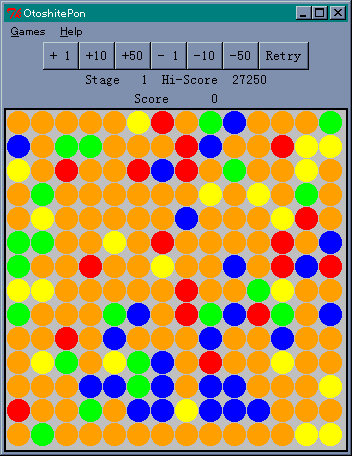 OtoshitePon
Games Help
+ 1 +10 +50 - 1 -10 -50 Retry
Stage 1 Hi-Score 27250
Score 0